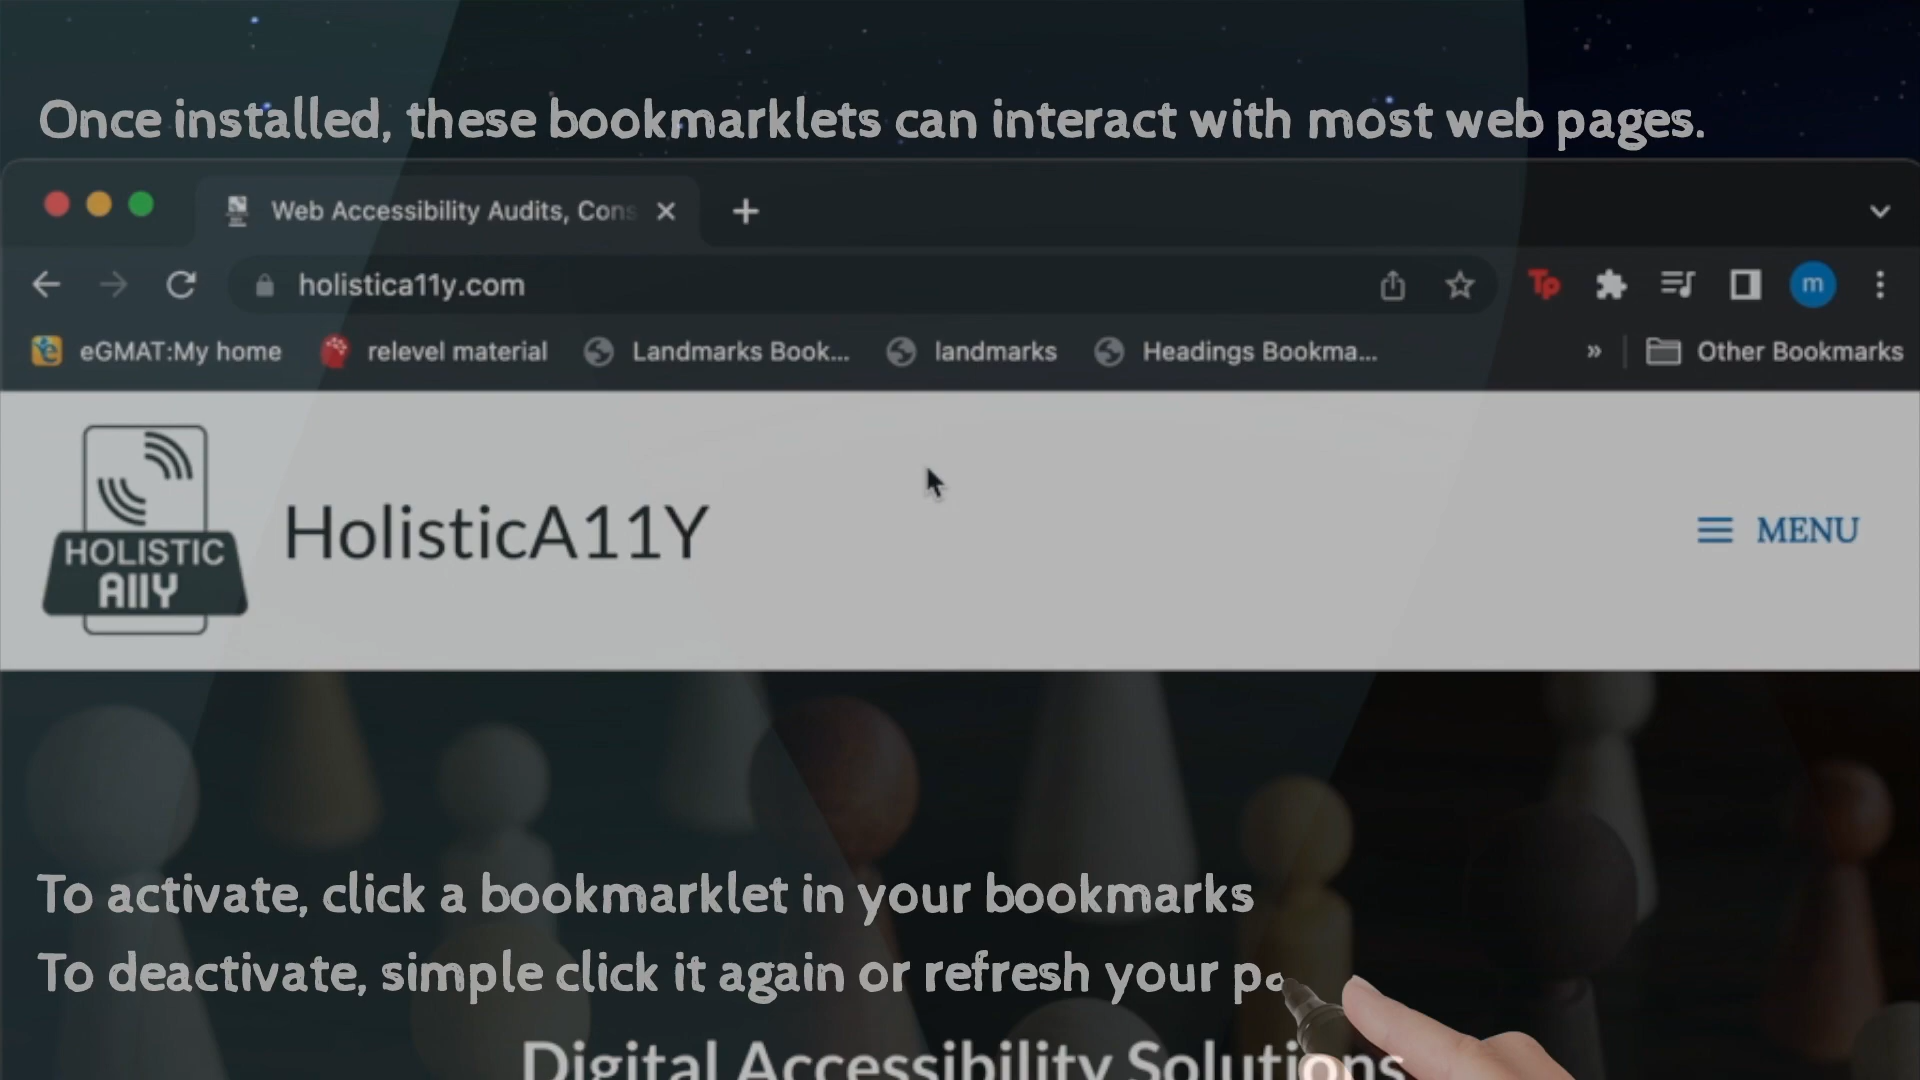 Once installed, these bookmarklets can interact with most web pages.
Web Accessibility Audits, Cons
holistica11y.com
Tp
m
eGMAT:My home
relevel material
Landmarks Book...
landmarks
Headings Bookma...
»
Other Bookmarks
HOLISTIC
A11Y
HolisticA11Y
MENU
To activate, click a bookmarklet in your bookmarks
To deactivate, simple click it again or refresh your pa
Digital Accessibility Solutions